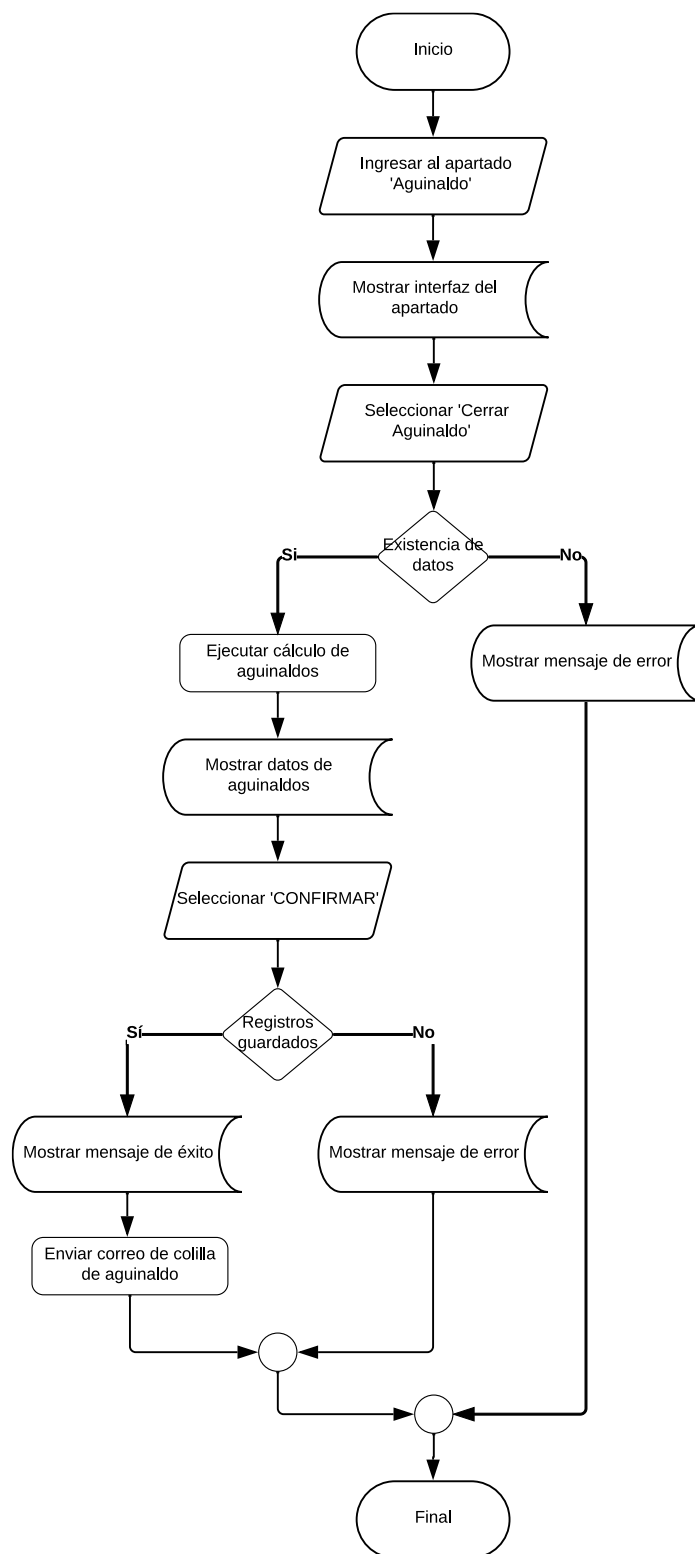 Inicio
Ingresar al apartado
'Aguinaldo'
Mostrar interfaz del
apartado
Seleccionar 'Cerrar
Aguinaldo'
Existencia de
datos
Si
No
Ejecutar cálculo de
aguinaldos
Mostrar mensaje de error
Mostrar datos de
aguinaldos
Seleccionar 'CONFIRMAR'
Registros
guardados
Sí
No
Mostrar mensaje de éxito
Mostrar mensaje de error
Enviar correo de colilla
de aguinaldo
Final